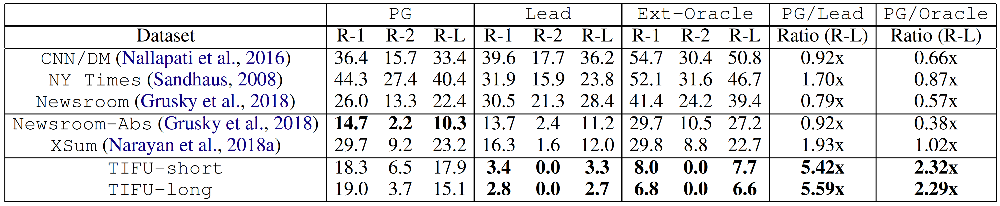 PG Lead Ext-Oracle PG/Lead PG/Oracle
Dataset R-1 R-2 R-L R-1 R-2 R-L R-1 R-2 R-L Ratio (R-L) Ratio (R-L)
CNN/DM (Nallapati et al., 2016) 36.4 15.7 33.4 39.6 17.7 36.2 54.7 30.4 50.8 0.92x 0.66x
NY Times (Sandhaus, 2008) 44.3 27.4 40.4 31.9 15.9 23.8 52.1 31.6 46.7 1.70x 0.87x
Newsroom (Grusky et al., 2018) 26.0 13.3 22.4 30.5 21.3 28.4 41.4 24.2 39.4 0.79x 0.57x
Newsroom-Abs (Grusky et al., 2018) 14.7 2.2 10.3 13.7 2.4 11.2 29.7 10.5 27.2 0.92x 0.38x
XSum (Narayan et al., 2018a) 29.7 9.2 23.2 16.3 1.6 12.0 29.8 8.8 22.7 1.93x 1.02x
TIFU-short 18.3 6.5 17.9 3.4 0.0 3.3 8.0 0.0 7.7 5.42x 2.32x
TIFU-long 19.0 3.7 15.1 2.8 0.0 2.7 6.8 0.0 6.6 5.59x 2.29x